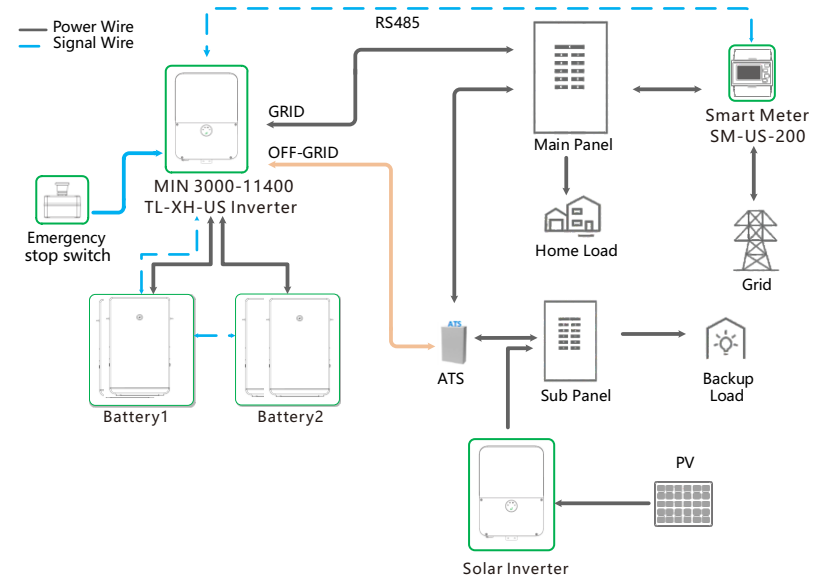 Power Wire
Signal Wire
RS485
GRID
OFF-GRID
Main Panel
Smart Meter
SM-US-200
MIN 3000-11400
TL-XH-US Inverter
Emergency
stop switch
Home Load
Grid
ATS
ATS
Sub Panel
Backup
Load
Battery1
Battery2
PV
Solar Inverter